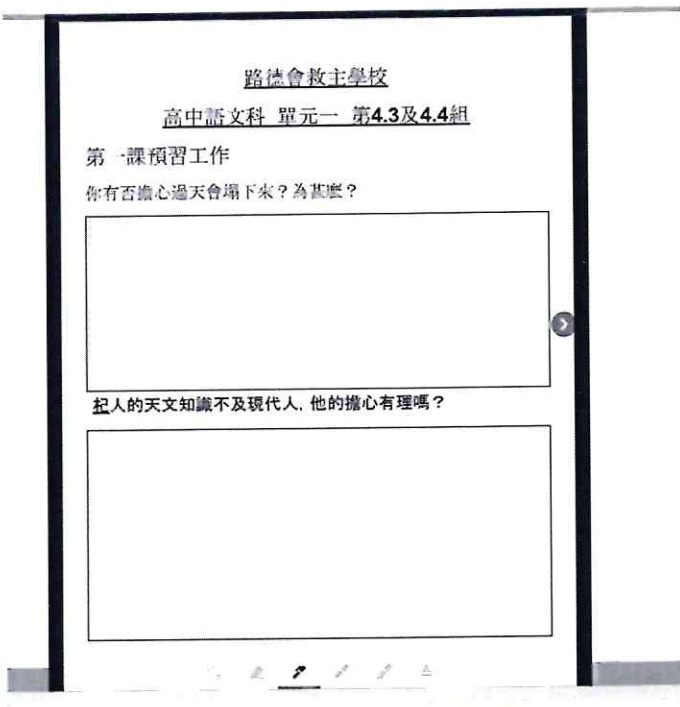 路德會救主學校
高中語文科 單元一 第4.3及4.4組
第一課預習工作
你有否擔心過天會塌下來？為甚麼？
杞人的天文知識不及現代人, 他的擔心有理嗎？